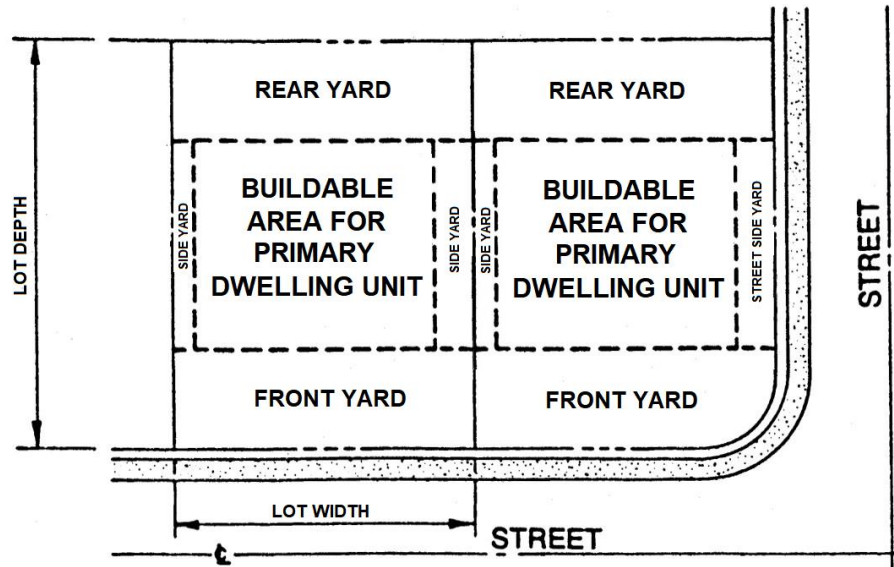 REAR YARD
REAR YARD
LOT DEPTH
SIDE YARD
BUILDABLE
AREA FOR
PRIMARY
DWELLING UNIT
SIDE YARD
SIDE YARD
BUILDABLE
AREA FOR
PRIMARY
DWELLING UNIT
STREET SIDE YARD
STREET
FRONT YARD
FRONT YARD
LOT WIDTH
STREET
℄